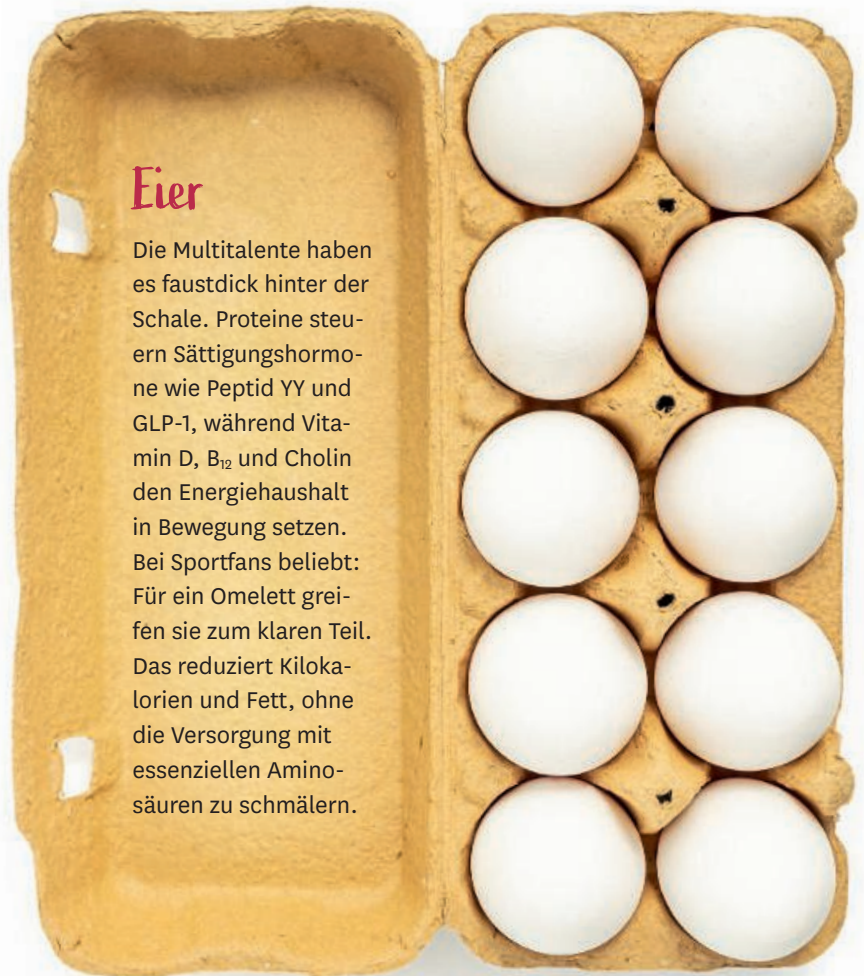 Eier
Die Multitalente haben
es faustdick hinter der
Schale. Proteine steu-
ern Sättigungshormo-
ne wie Peptid YY und
GLP-1, während Vita-
min D, B₁₂ und Cholin
den Energiehaushalt
in Bewegung setzen.
Bei Sportfans beliebt:
Für ein Omelett grei-
fen sie zum klaren Teil.
Das reduziert Kiloka-
lorien und Fett, ohne
die Versorgung mit
essenziellen Amino-
säuren zu schmälern.